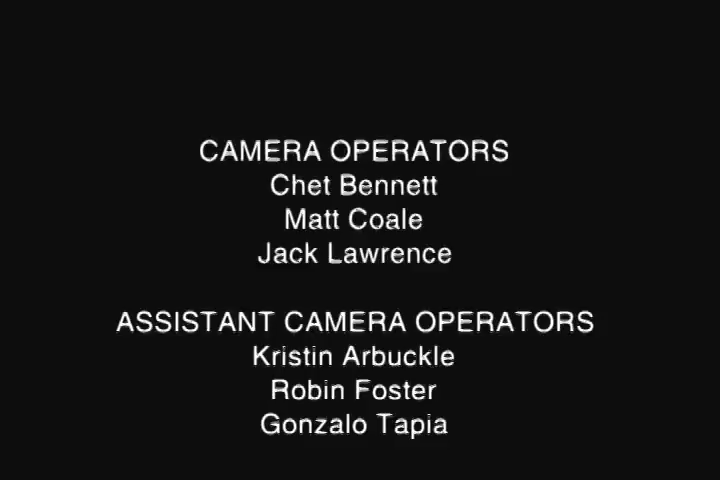 CAMERA OPERATORS
Chet Bennett
Matt Coale
Jack Lawrence
ASSISTANT CAMERA OPERATORS
Kristin Arbuckle
Robin Foster
Gonzalo Tapia